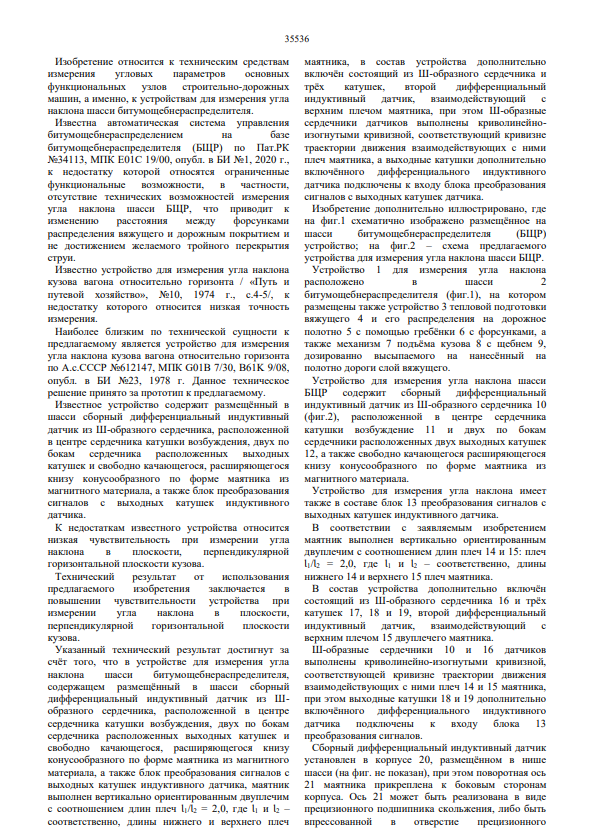 35536
Изобретение относится к техническим средствам
измерения угловых параметров основных
функциональных узлов строительно-дорожных
машин, а именно, к устройствам для измерения угла
наклона шасси битумощебнераспределителя.
Известна автоматическая система управления
битумощебнераспределением на базе
битумощебнераспределителя (БЩР) по Пат.РК
№34113, МПК E01C 19/00, опубл. в БИ №1, 2020 г.,
к недостатку которой относятся ограниченные
функциональные возможности, в частности,
отсутствие технических возможностей измерения
угла наклона шасси БЩР, что приводит к
изменению расстояния между форсунками
распределения вяжущего и дорожным покрытием и
не достижением желаемого тройного перекрытия
струи.
Известно устройство для измерения угла наклона
кузова вагона относительно горизонта / «Путь и
путевой хозяйство», №10, 1974 г., с.4-5/, к
недостатку которого относится низкая точность
измерения.
Наиболее близким по технической сущности к
предлагаемому является устройство для измерения
угла наклона кузова вагона относительно горизонта
по А.с.СССР №612147, МПК G01B 7/30, B61K 9/08,
опубл. в БИ №23, 1978 г. Данное техническое
решение принято за прототип к предлагаемому.
Известное устройство содержит размещённый в
шасси сборный дифференциальный индуктивный
датчик из Ш-образного сердечника, расположенной
в центре сердечника катушки возбуждения, двух по
бокам сердечника расположенных выходных
катушек и свободно качающегося, расширяющегося
книзу конусообразного по форме маятника из
магнитного материала, а также блок преобразования
сигналов с выходных катушек индуктивного
датчика.
К недостаткам известного устройства относится
низкая чувствительность при измерении угла
наклона в плоскости, перпендикулярной
горизонтальной плоскости кузова.
Технический результат от использования
предлагаемого изобретения заключается в
повышении чувствительности устройства при
измерении угла наклона в плоскости,
перпендикулярной горизонтальной плоскости
кузова.
Указанный технический результат достигнут за
счёт того, что в устройстве для измерения угла
наклона шасси битумощебнераспределителя,
содержащем размещённый в шасси сборный
дифференциальный индуктивный датчик из Ш-
образного сердечника, расположенной в центре
сердечника катушки возбуждения, двух по бокам
сердечника расположенных выходных катушек и
свободно качающегося, расширяющегося книзу
конусообразного по форме маятника из магнитного
материала, а также блок преобразования сигналов с
выходных катушек индуктивного датчика, маятник
выполнен вертикально ориентированным двуплечим
с соотношением длин плеч l₁/l₂ = 2,0, где l₁ и l₂ –
соответственно, длины нижнего и верхнего плеч
маятника, в состав устройства дополнительно
включён состоящий из Ш-образного сердечника и
трёх катушек, второй дифференциальный
индуктивный датчик, взаимодействующий с
верхним плечом маятника, при этом Ш-образные
сердечники датчиков выполнены криволинейно-
изогнутыми кривизной, соответствующий кривизне
траектории движения взаимодействующих с ними
плеч маятника, а выходные катушки дополнительно
включённого дифференциального индуктивного
датчика подключены к входу блока преобразования
сигналов с выходных катушек датчика.
Изобретение дополнительно иллюстрировано, где
на фиг.1 схематично изображено размещённое на
шасси битумощебнераспределителя (БЩР)
устройство; на фиг.2 – схема предлагаемого
устройства для измерения угла наклона шасси БЩР.
Устройство 1 для измерения угла наклона
расположено в шасси 2
битумощебнераспределителя (фиг.1), на котором
размещены также устройство 3 тепловой подготовки
вяжущего 4 и его распределения на дорожное
полотно 5 с помощью гребёнки 6 с форсунками, а
также механизм 7 подъёма кузова 8 с щебнем 9,
дозированно высыпаемого на нанесённый на
полотно дороги слой вяжущего.
Устройство для измерения угла наклона шасси
БЩР содержит сборный дифференциальный
индуктивный датчик из Ш-образного сердечника 10
(фиг.2), расположенной в центре сердечника
катушки возбуждение 11 и двух по бокам
сердечники расположенных двух выходных катушек
12, а также свободно качающегося расширяющегося
книзу конусообразного по форме маятника из
магнитного материала.
Устройство для измерения угла наклона имеет
также в составе блок 13 преобразования сигналов с
выходных катушек индуктивного датчика.
В соответствии с заявляемым изобретением
маятник выполнен вертикально ориентированным
двуплечим с соотношением длин плеч 14 и 15: плеч
l₁/l₂ = 2,0, где l₁ и l₂ – соответственно, длины
нижнего 14 и верхнего 15 плеч маятника.
В состав устройства дополнительно включён
состоящий из Ш-образного сердечника 16 и трёх
катушек 17, 18 и 19, второй дифференциальный
индуктивный датчик, взаимодействующий с
верхним плечом 15 двуплечего маятника.
Ш-образные сердечники 10 и 16 датчиков
выполнены криволинейно-изогнутыми кривизной,
соответствующей кривизне траектории движения
взаимодействующих с ними плеч 14 и 15 маятника,
при этом выходные катушки 18 и 19 дополнительно
включённого дифференциального индуктивного
датчика подключены к входу блока 13
преобразования сигналов.
Сборный дифференциальный индуктивный датчик
установлен в корпусе 20, размещённом в нише
шасси (на фиг. не показан), при этом поворотная ось
21 маятника прикреплена к боковым сторонам
корпуса. Ось 21 может быть реализована в виде
прецизионного подшипника скольжения, либо быть
впрессованной в отверстие прецизионного